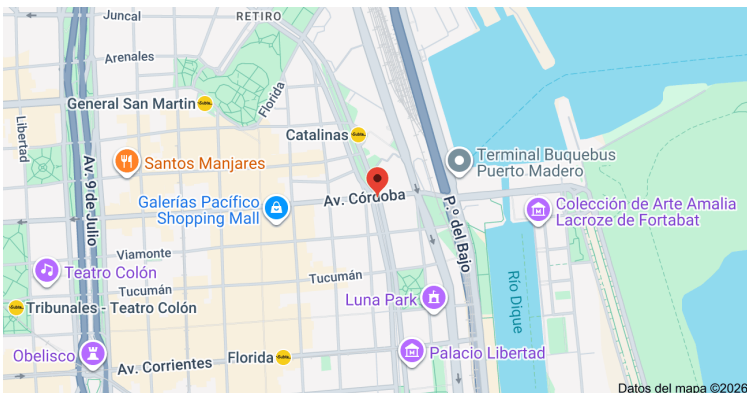 Juncal
RETIRO
Arenales
Florida
General San Martin
Libertad
Catalinas
Santos Manjares
Terminal Buquebus
Puerto Madero
Av. 9 de Julio
Galerías Pacífico
Shopping Mall
Av. Córdoba
P.º del Bajo
Colección de Arte Amalia
Lacroze de Fortabat
Viamonte
Teatro Colón
Tucumán
Tucumán
Río Dique
Luna Park
Tribunales - Teatro Colón
Obelisco
Av. Corrientes
Florida
Palacio Libertad
Datos del mapa ©2026